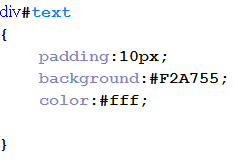 div#text
{
padding:10px;
background:#F2A755;
color:#fff;
}